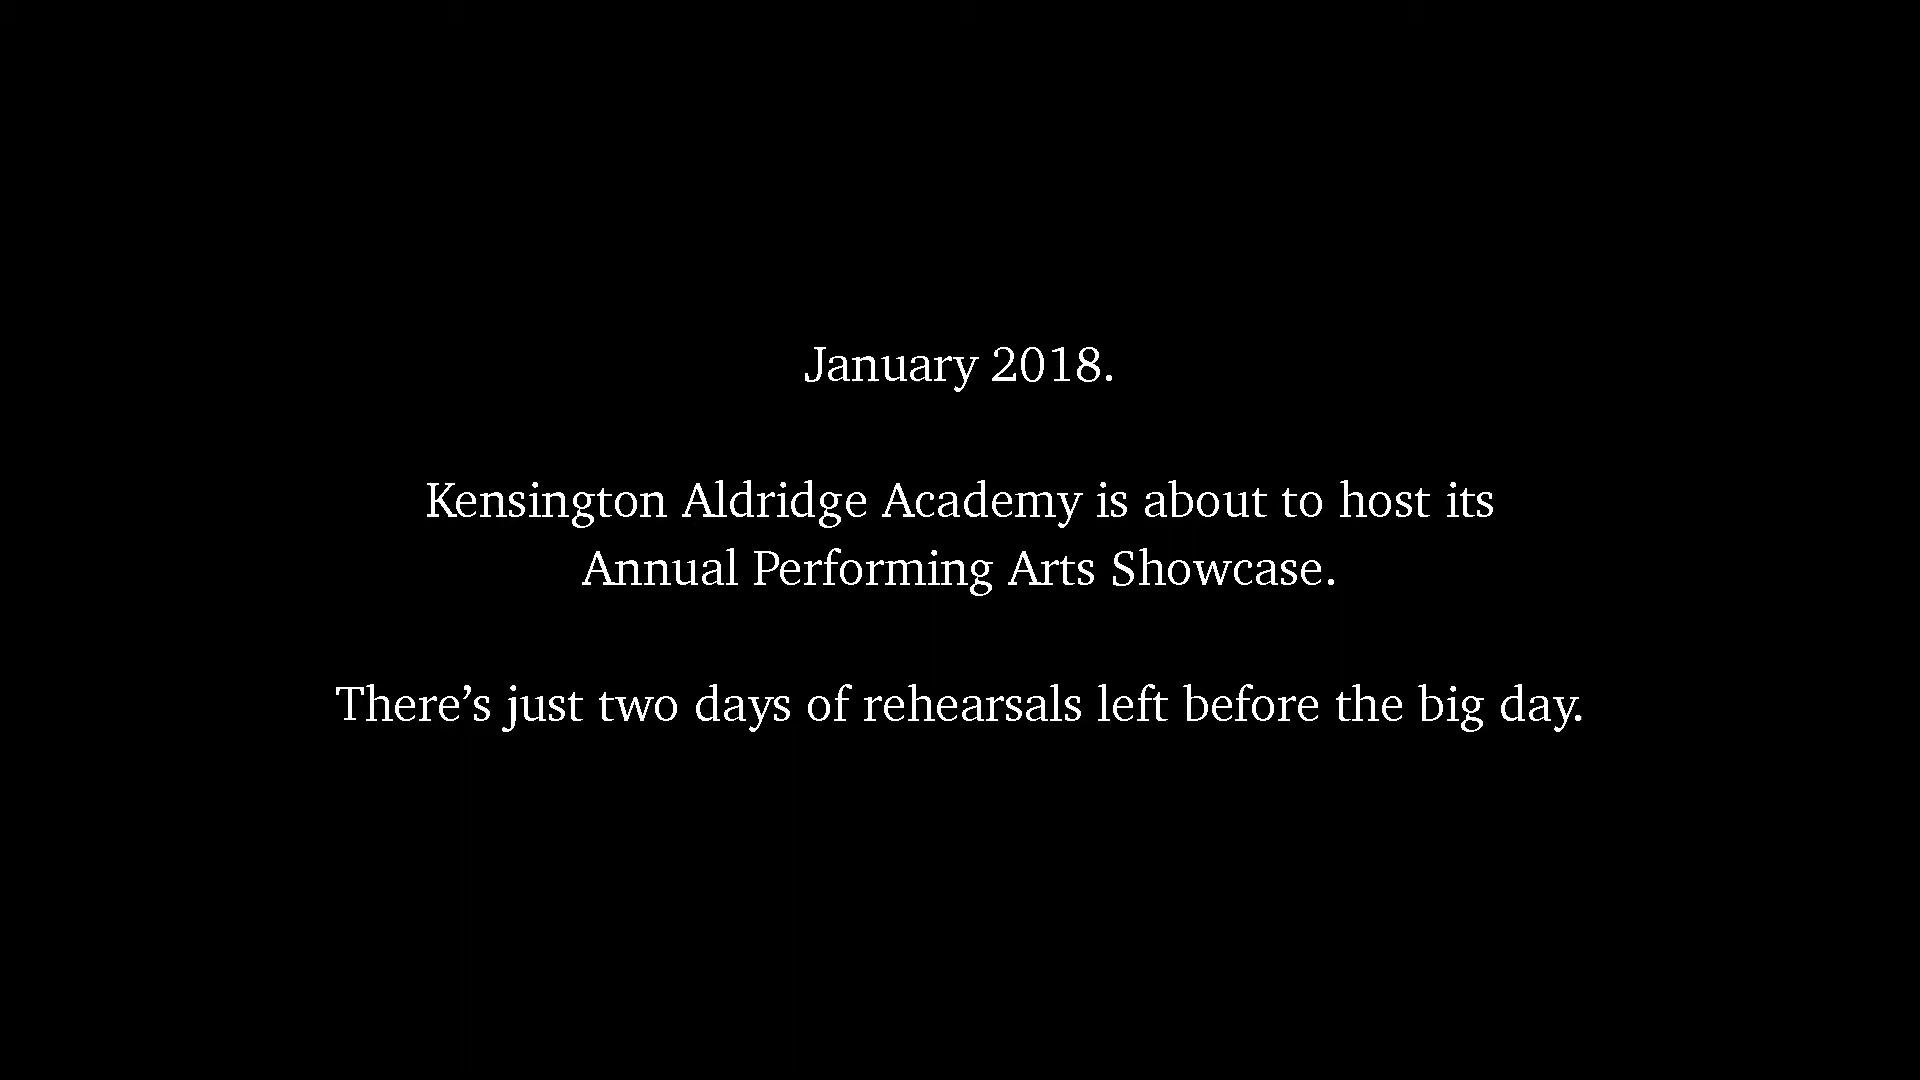 January 2018.
Kensington Aldridge Academy is about to host its
Annual Performing Arts Showcase.
There’s just two days of rehearsals left before the big day.